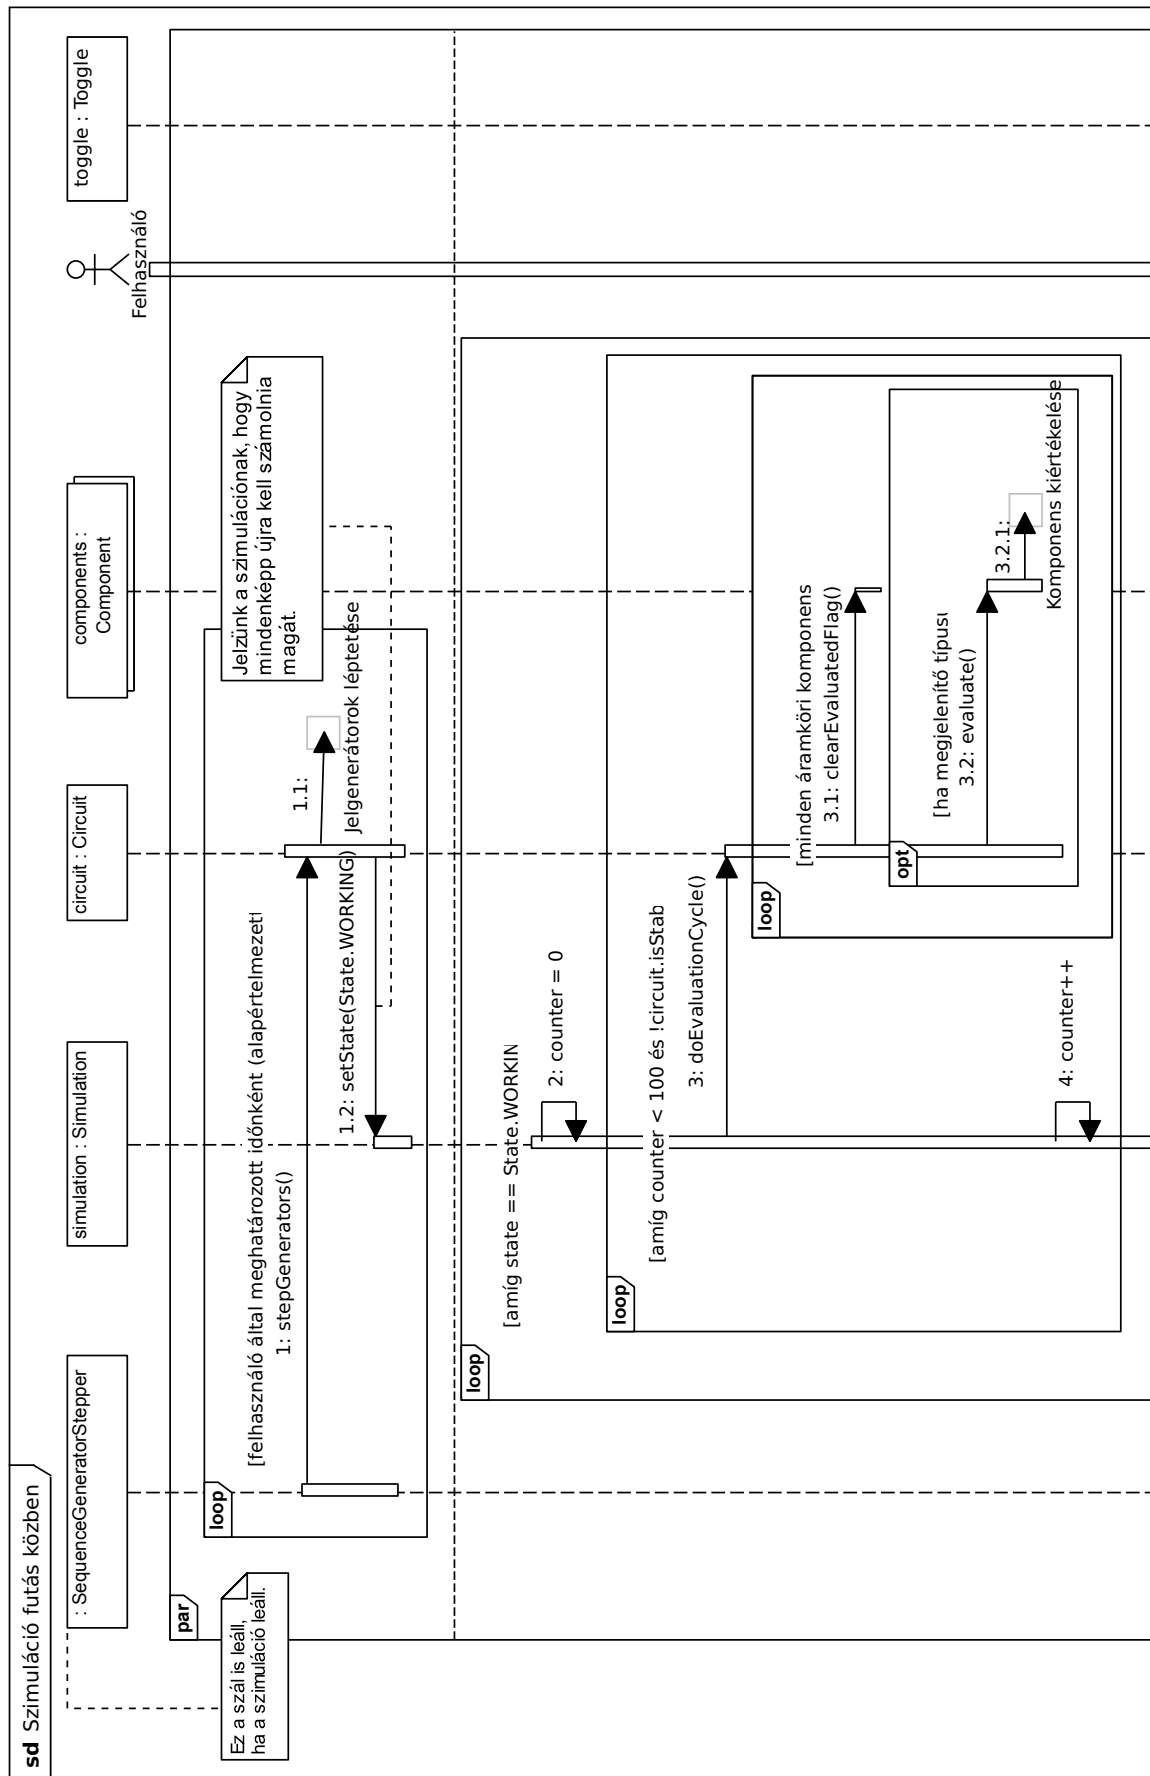 sd Szimuláció futás közben
: SequenceGeneratorStepper
simulation : Simulation
circuit : Circuit
components :
Component
Felhasználó
toggle : Toggle
Ez a szál is leáll,
ha a szimuláció leáll.
par
loop
[felhasználó által meghatározott időnként (alapértelmezet
1: stepGenerators()
1.1:
Jelgenerátorok léptetése
1.2: setState(State.WORKING)
Jelzünk a szimulációnak, hogy
mindenképp újra kell számolnia
magát.
loop
[amíg state == State.WORKIN
2: counter = 0
loop
[amíg counter < 100 és !circuit.isStab
3: doEvaluationCycle()
loop
[minden áramköri komponens
3.1: clearEvaluatedFlag()
opt
[ha megjelenítő típus
3.2: evaluate()
3.2.1:
Komponens kiértékelése
4: counter++